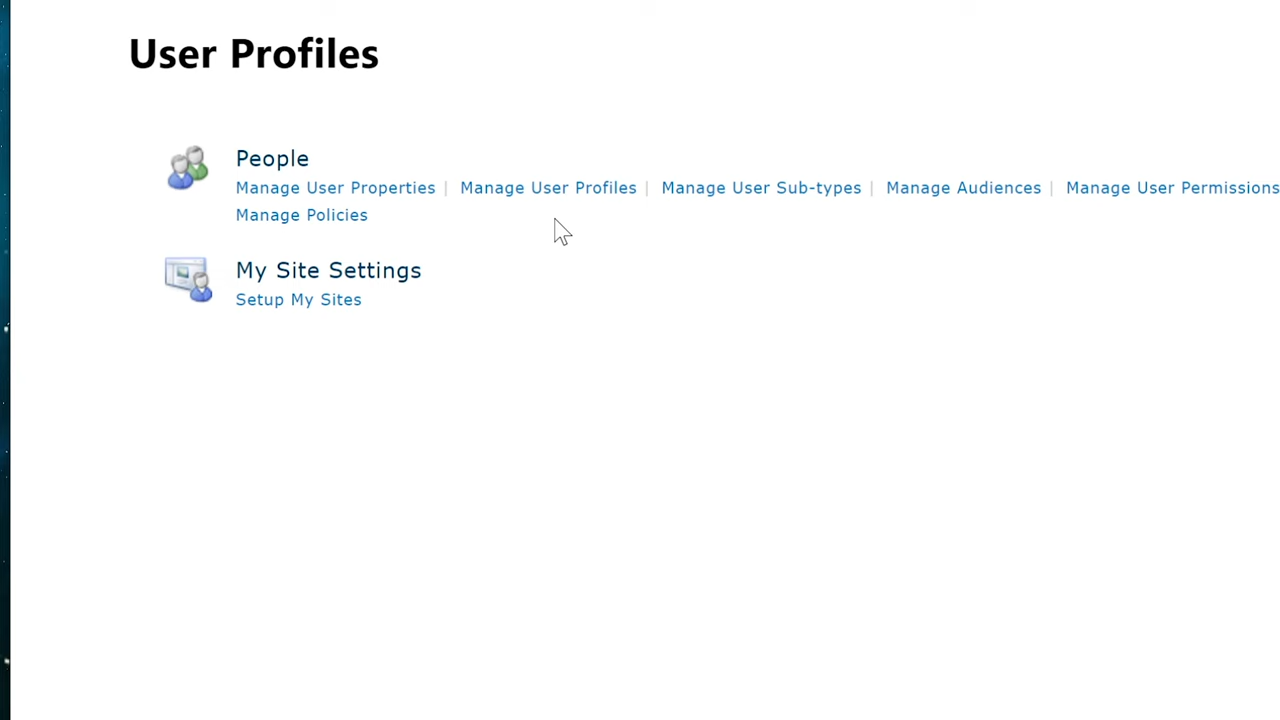 User Profiles
People
Manage User Properties | Manage User Profiles | Manage User Sub-types | Manage Audiences | Manage User Permissions
Manage Policies
My Site Settings
Setup My Sites